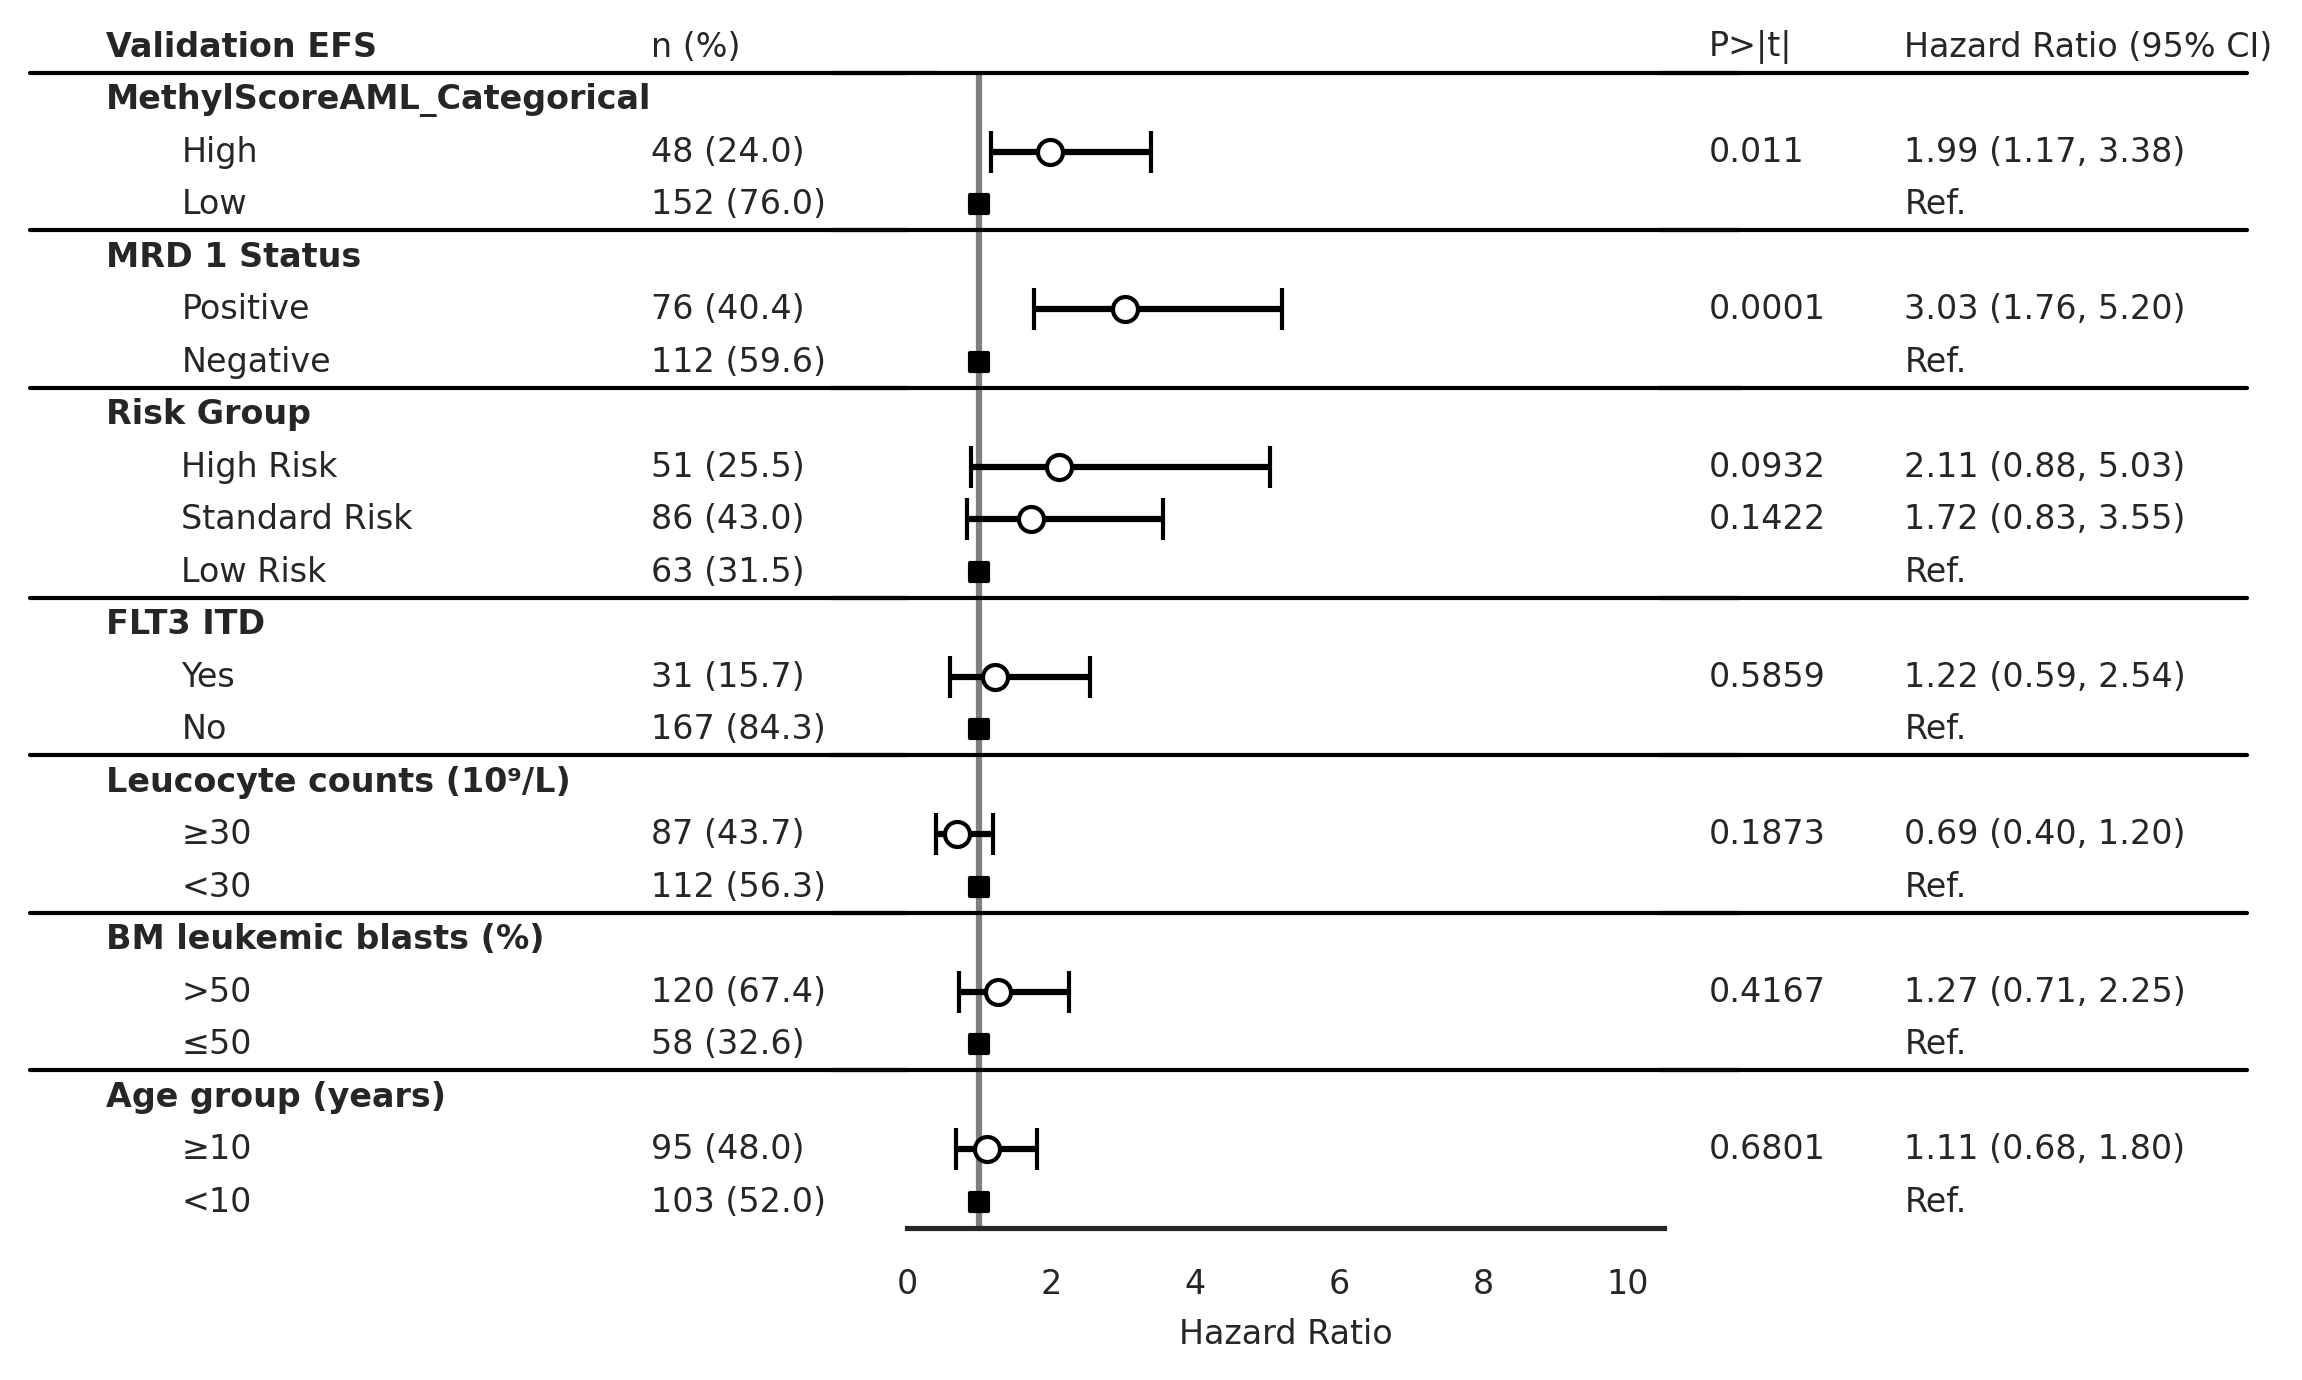 Validation EFS n (%) P>|t| Hazard Ratio (95% CI)
MethylScoreAML_Categorical
High 48 (24.0) 0.011 1.99 (1.17, 3.38)
Low 152 (76.0) Ref.
MRD 1 Status
Positive 76 (40.4) 0.0001 3.03 (1.76, 5.20)
Negative 112 (59.6) Ref.
Risk Group
High Risk 51 (25.5) 0.0932 2.11 (0.88, 5.03)
Standard Risk 86 (43.0) 0.1422 1.72 (0.83, 3.55)
Low Risk 63 (31.5) Ref.
FLT3 ITD
Yes 31 (15.7) 0.5859 1.22 (0.59, 2.54)
No 167 (84.3) Ref.
Leucocyte counts (10⁹/L)
≥30 87 (43.7) 0.1873 0.69 (0.40, 1.20)
<30 112 (56.3) Ref.
BM leukemic blasts (%)
>50 120 (67.4) 0.4167 1.27 (0.71, 2.25)
≤50 58 (32.6) Ref.
Age group (years)
≥10 95 (48.0) 0.6801 1.11 (0.68, 1.80)
<10 103 (52.0) Ref.
0 2 4 6 8 10
Hazard Ratio